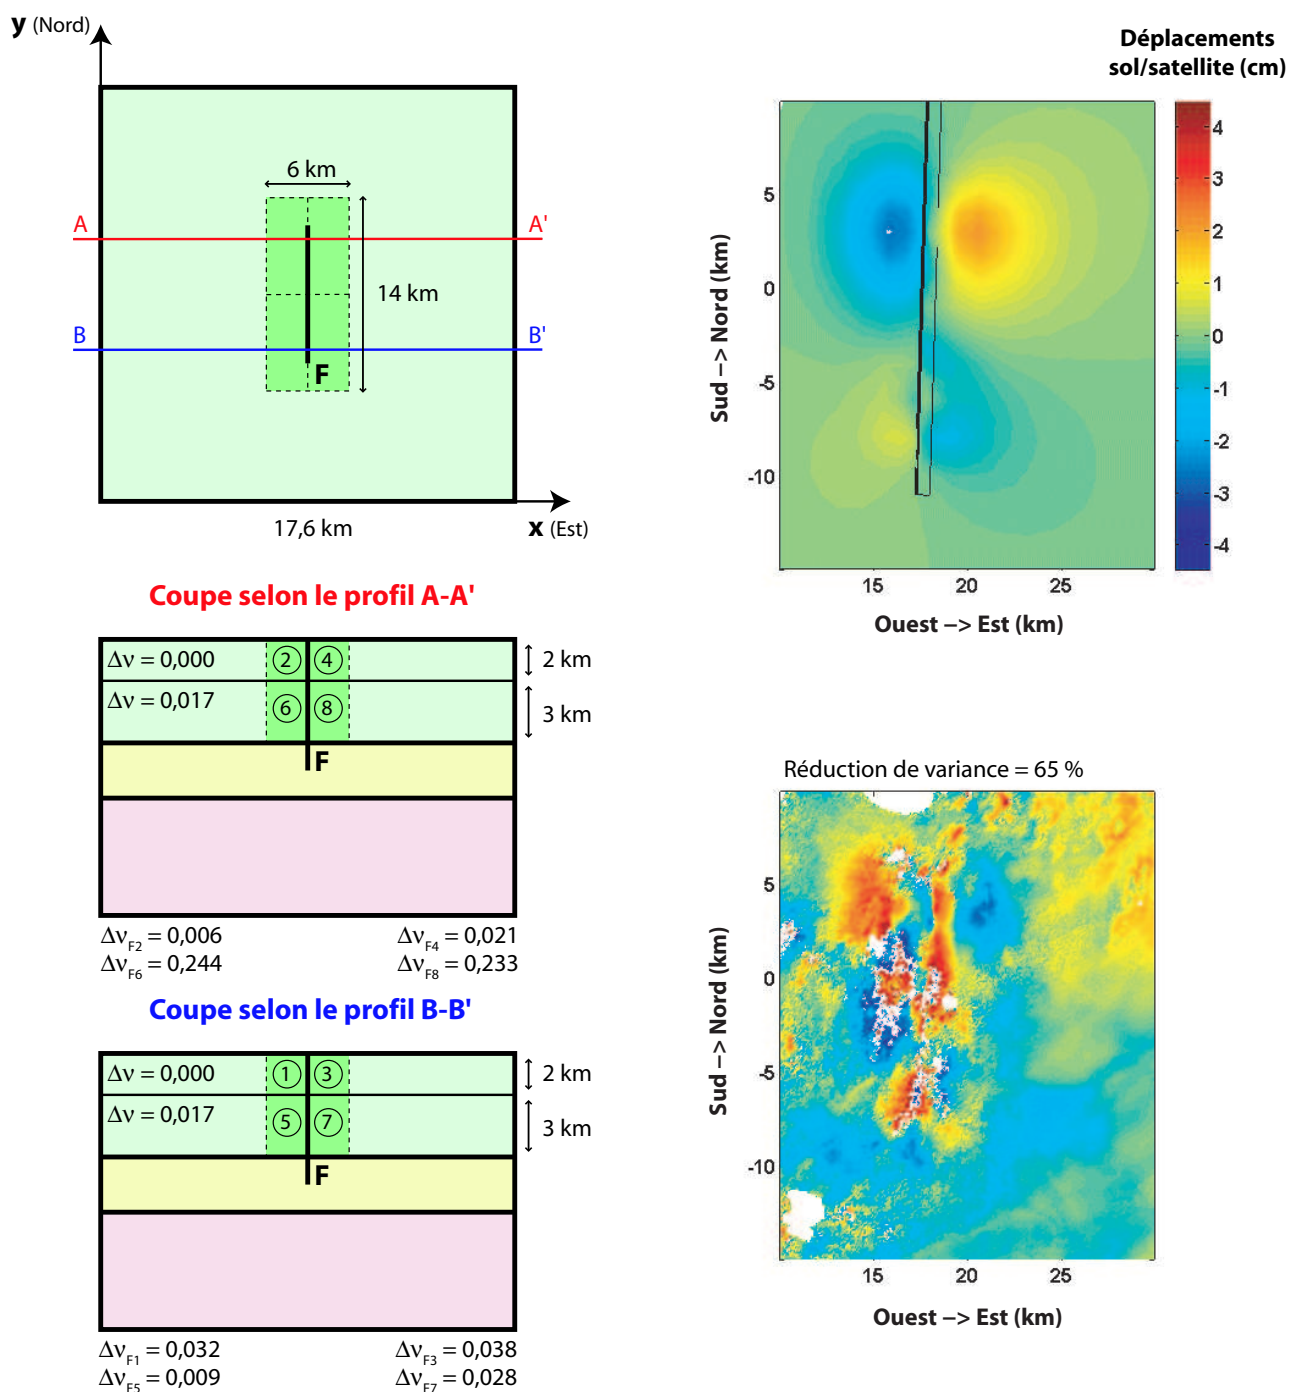 y (Nord)
6 km
A
A'
14 km
B
B'
F
17,6 km
x (Est)
Coupe selon le profil A-A'
Δν = 0,000
2
4
2 km
Δν = 0,017
6
8
3 km
F
Δν_F2 = 0,006
Δν_F4 = 0,021
Δν_F6 = 0,244
Δν_F8 = 0,233
Coupe selon le profil B-B'
Δν = 0,000
1
3
2 km
Δν = 0,017
5
7
3 km
F
Δν_F1 = 0,032
Δν_F3 = 0,038
Δν_F5 = 0,009
Δν_F7 = 0,028
Déplacements
sol/satellite (cm)
4
3
2
1
0
-1
-2
-3
-4
5
0
-5
-10
Sud –> Nord (km)
15
20
25
Ouest –> Est (km)
Réduction de variance = 65 %
5
0
-5
-10
Sud –> Nord (km)
15
20
25
Ouest –> Est (km)